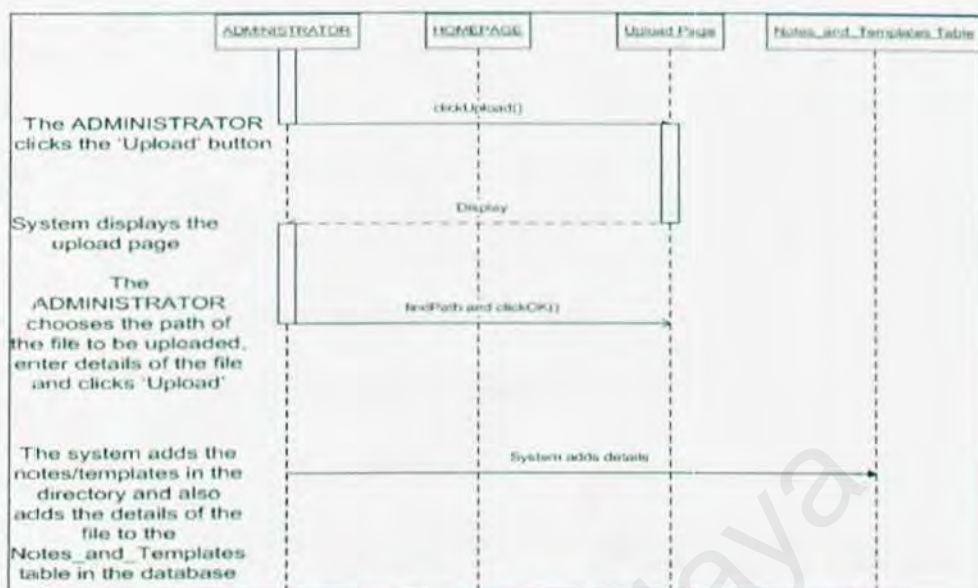 ADMINISTRATOR
HOMEPAGE
Upload Page
Notes_and_Templates Table
clickUpload()
The ADMINISTRATOR
clicks the 'Upload' button
Display
System displays the
upload page
The
ADMINISTRATOR
chooses the path of
the file to be uploaded,
enter details of the file
and clicks 'Upload'
findPath and clickOK()
The system adds the
notes/templates in the
directory and also
adds the details of the
file to the
Notes_and_Templates
table in the database
System adds details